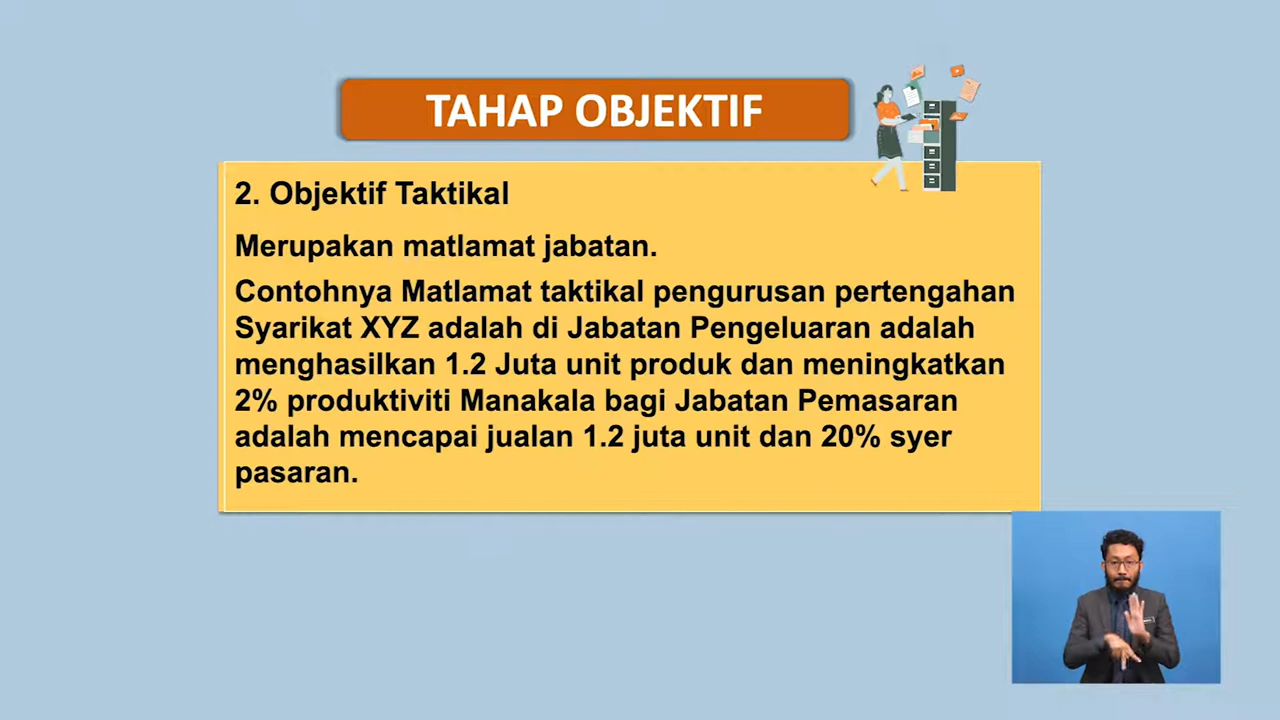 TAHAP OBJEKTIF
2. Objektif Taktikal
Merupakan matlamat jabatan.
Contohnya Matlamat taktikal pengurusan pertengahan
Syarikat XYZ adalah di Jabatan Pengeluaran adalah
menghasilkan 1.2 Juta unit produk dan meningkatkan
2% produktiviti Manakala bagi Jabatan Pemasaran
adalah mencapai jualan 1.2 juta unit dan 20% syer
pasaran.